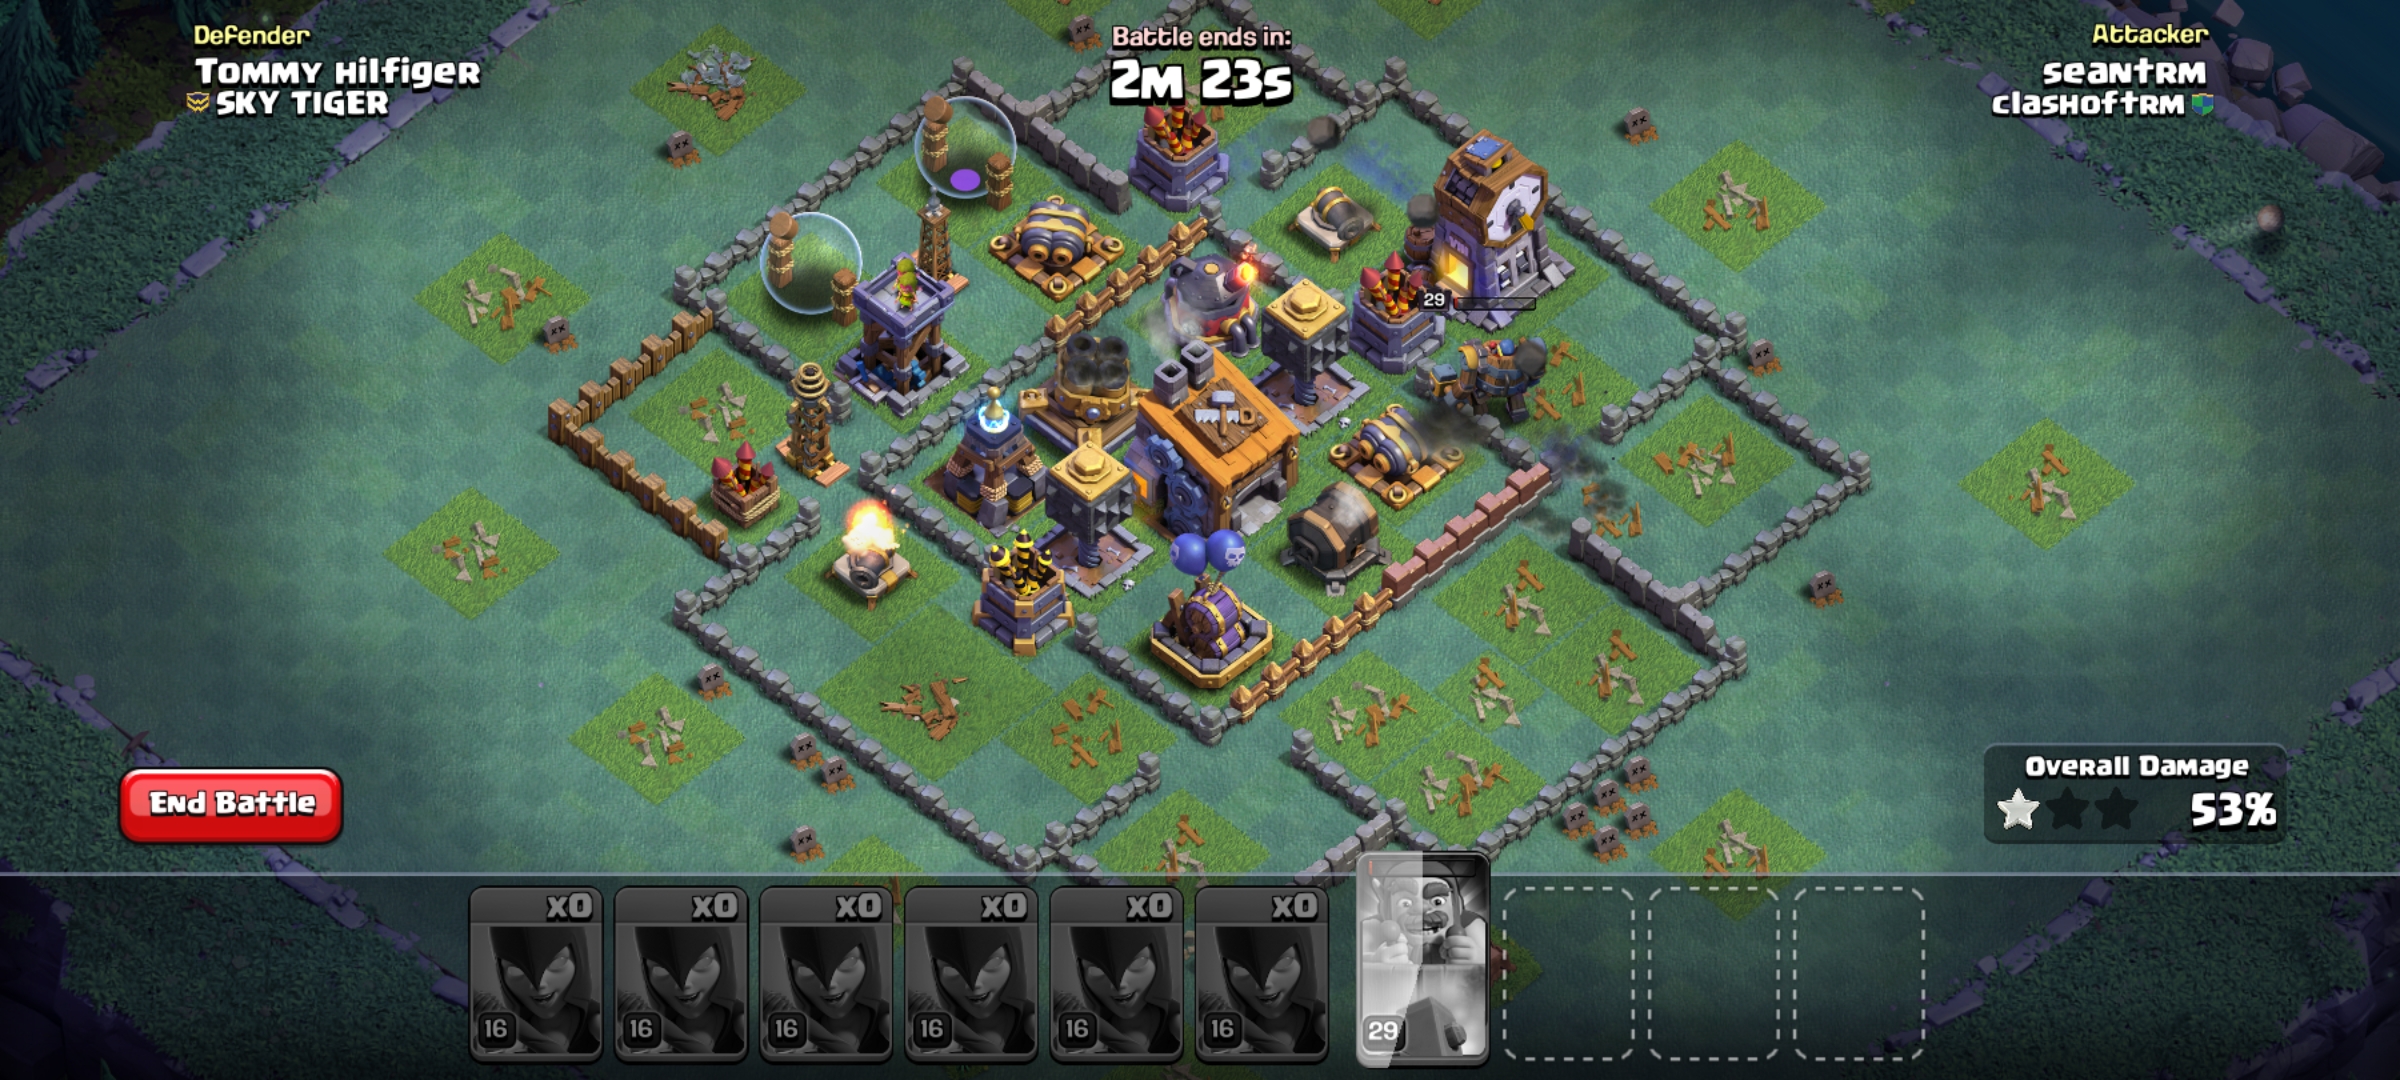 Defender
Tommy Hilfiger
SKY TIGER
Battle ends in:
2M 23s
Attacker
seantrm
clashoftrm
29
End Battle
Overall Damage
53%
x0
x0
x0
x0
x0
x0
16
16
16
16
16
16
29